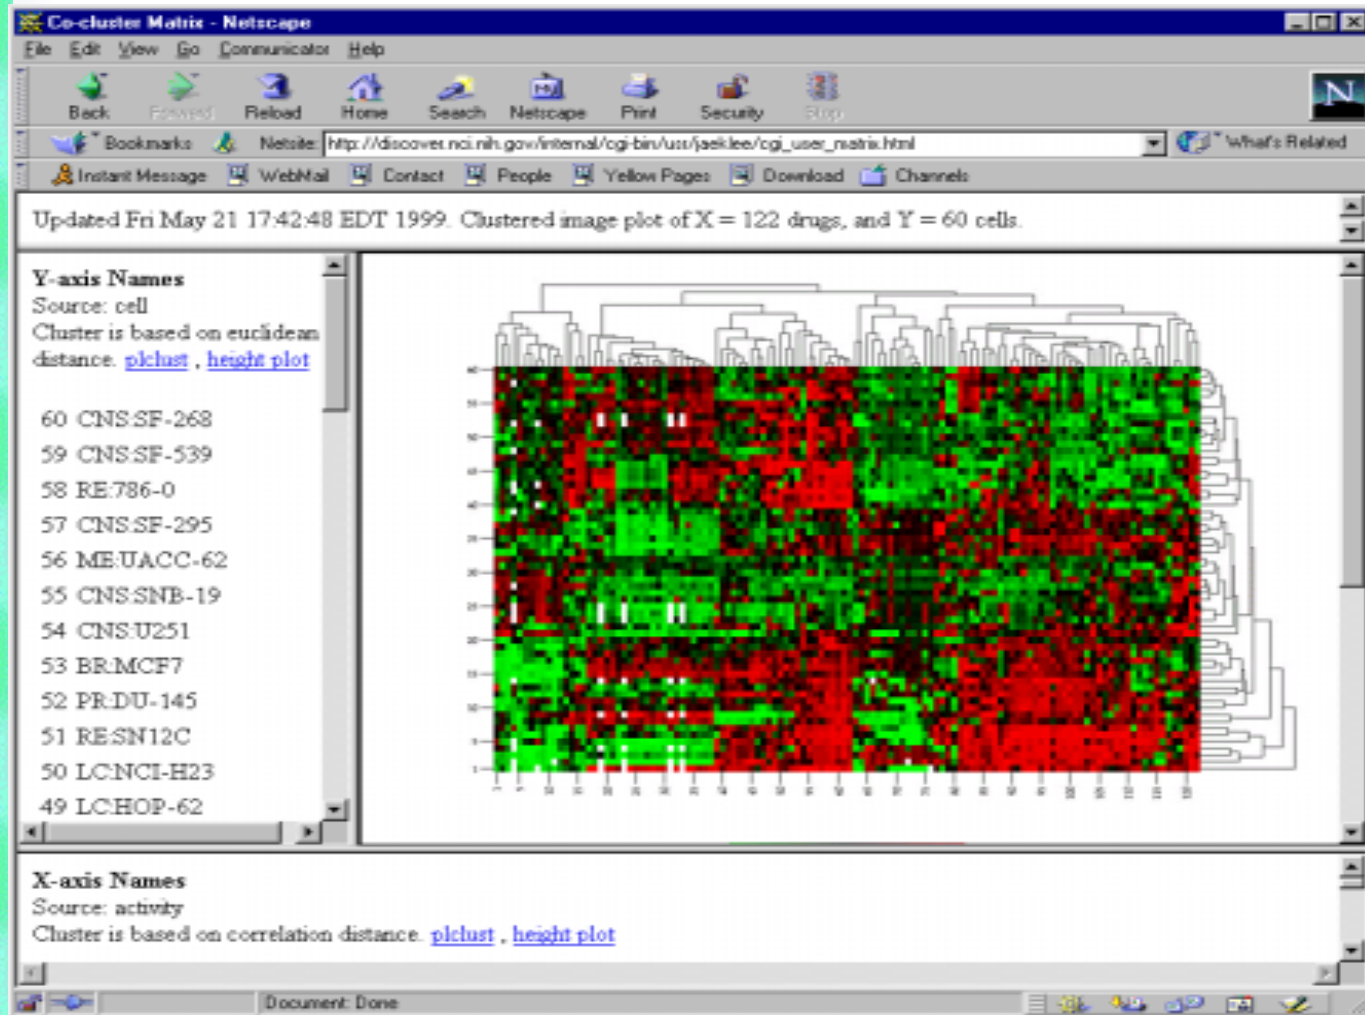 Co-cluster Matrix - Netscape
File Edit View Go Communicator Help
Back Forward Reload Home Search Netscape Print Security Stop
N
Bookmarks Netsite: http://discover.nci.nih.gov/internal/cgi-bin/usr/jaeklee/cgi_user_matrix.html What's Related
Instant Message WebMail Contact People Yellow Pages Download Channels
Updated Fri May 21 17:42:48 EDT 1999. Clustered image plot of X = 122 drugs, and Y = 60 cells.
Y-axis Names
Source: cell
Cluster is based on euclidean
distance. plclust , height plot
60 CNS:SF-268
59 CNS:SF-539
58 RE:786-0
57 CNS:SF-295
56 ME:UACC-62
55 CNS:SNB-19
54 CNS:U251
53 BR:MCF7
52 PR:DU-145
51 RE:SN12C
50 LC:NCI-H23
49 LC:HOP-62
X-axis Names
Source: activity
Cluster is based on correlation distance. plclust , height plot
Document: Done